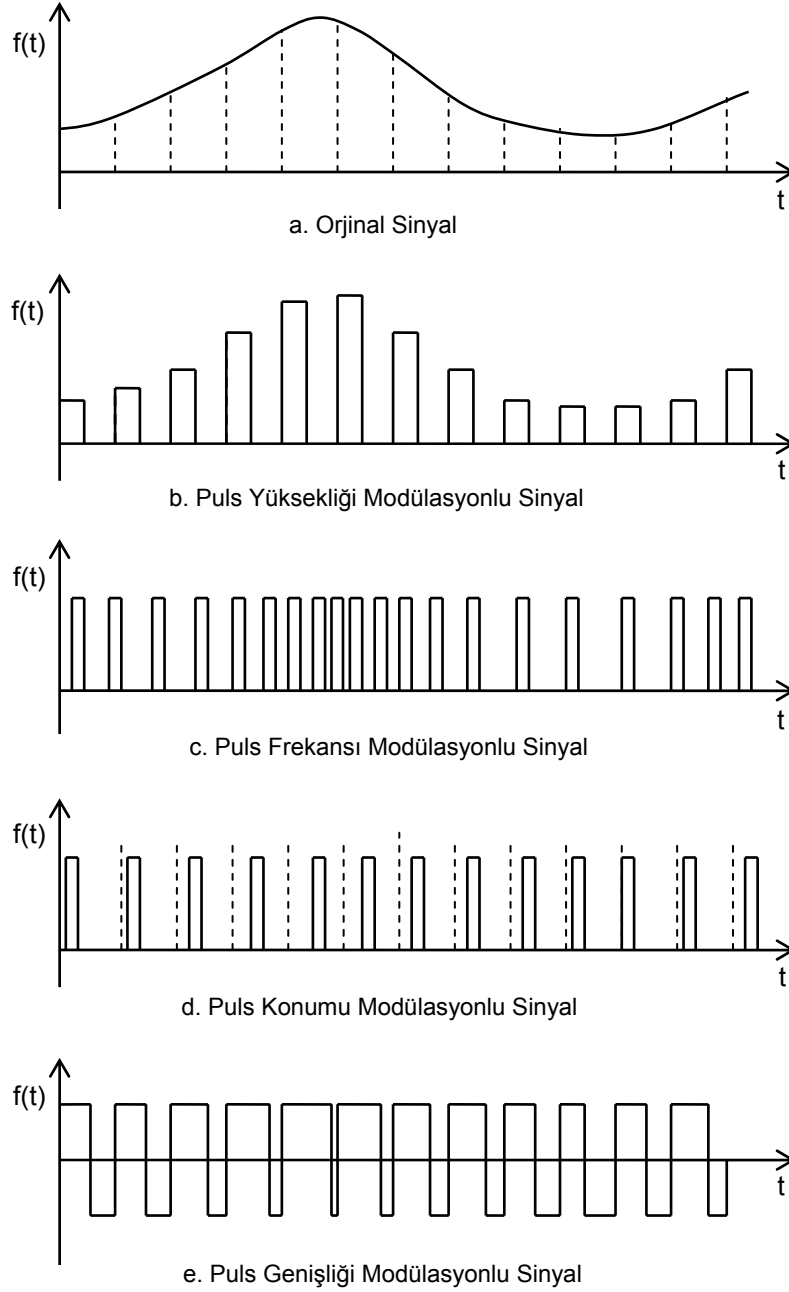 f(t)
t
a. Orjinal Sinyal
f(t)
t
b. Puls Yüksekliği Modülasyonlu Sinyal
f(t)
t
c. Puls Frekansı Modülasyonlu Sinyal
f(t)
t
d. Puls Konumu Modülasyonlu Sinyal
f(t)
t
e. Puls Genişliği Modülasyonlu Sinyal